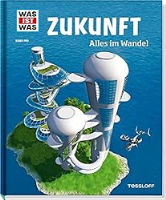 WAS IST
WAS
ZUKUNFT
Alles im Wandel
TESSLOFF